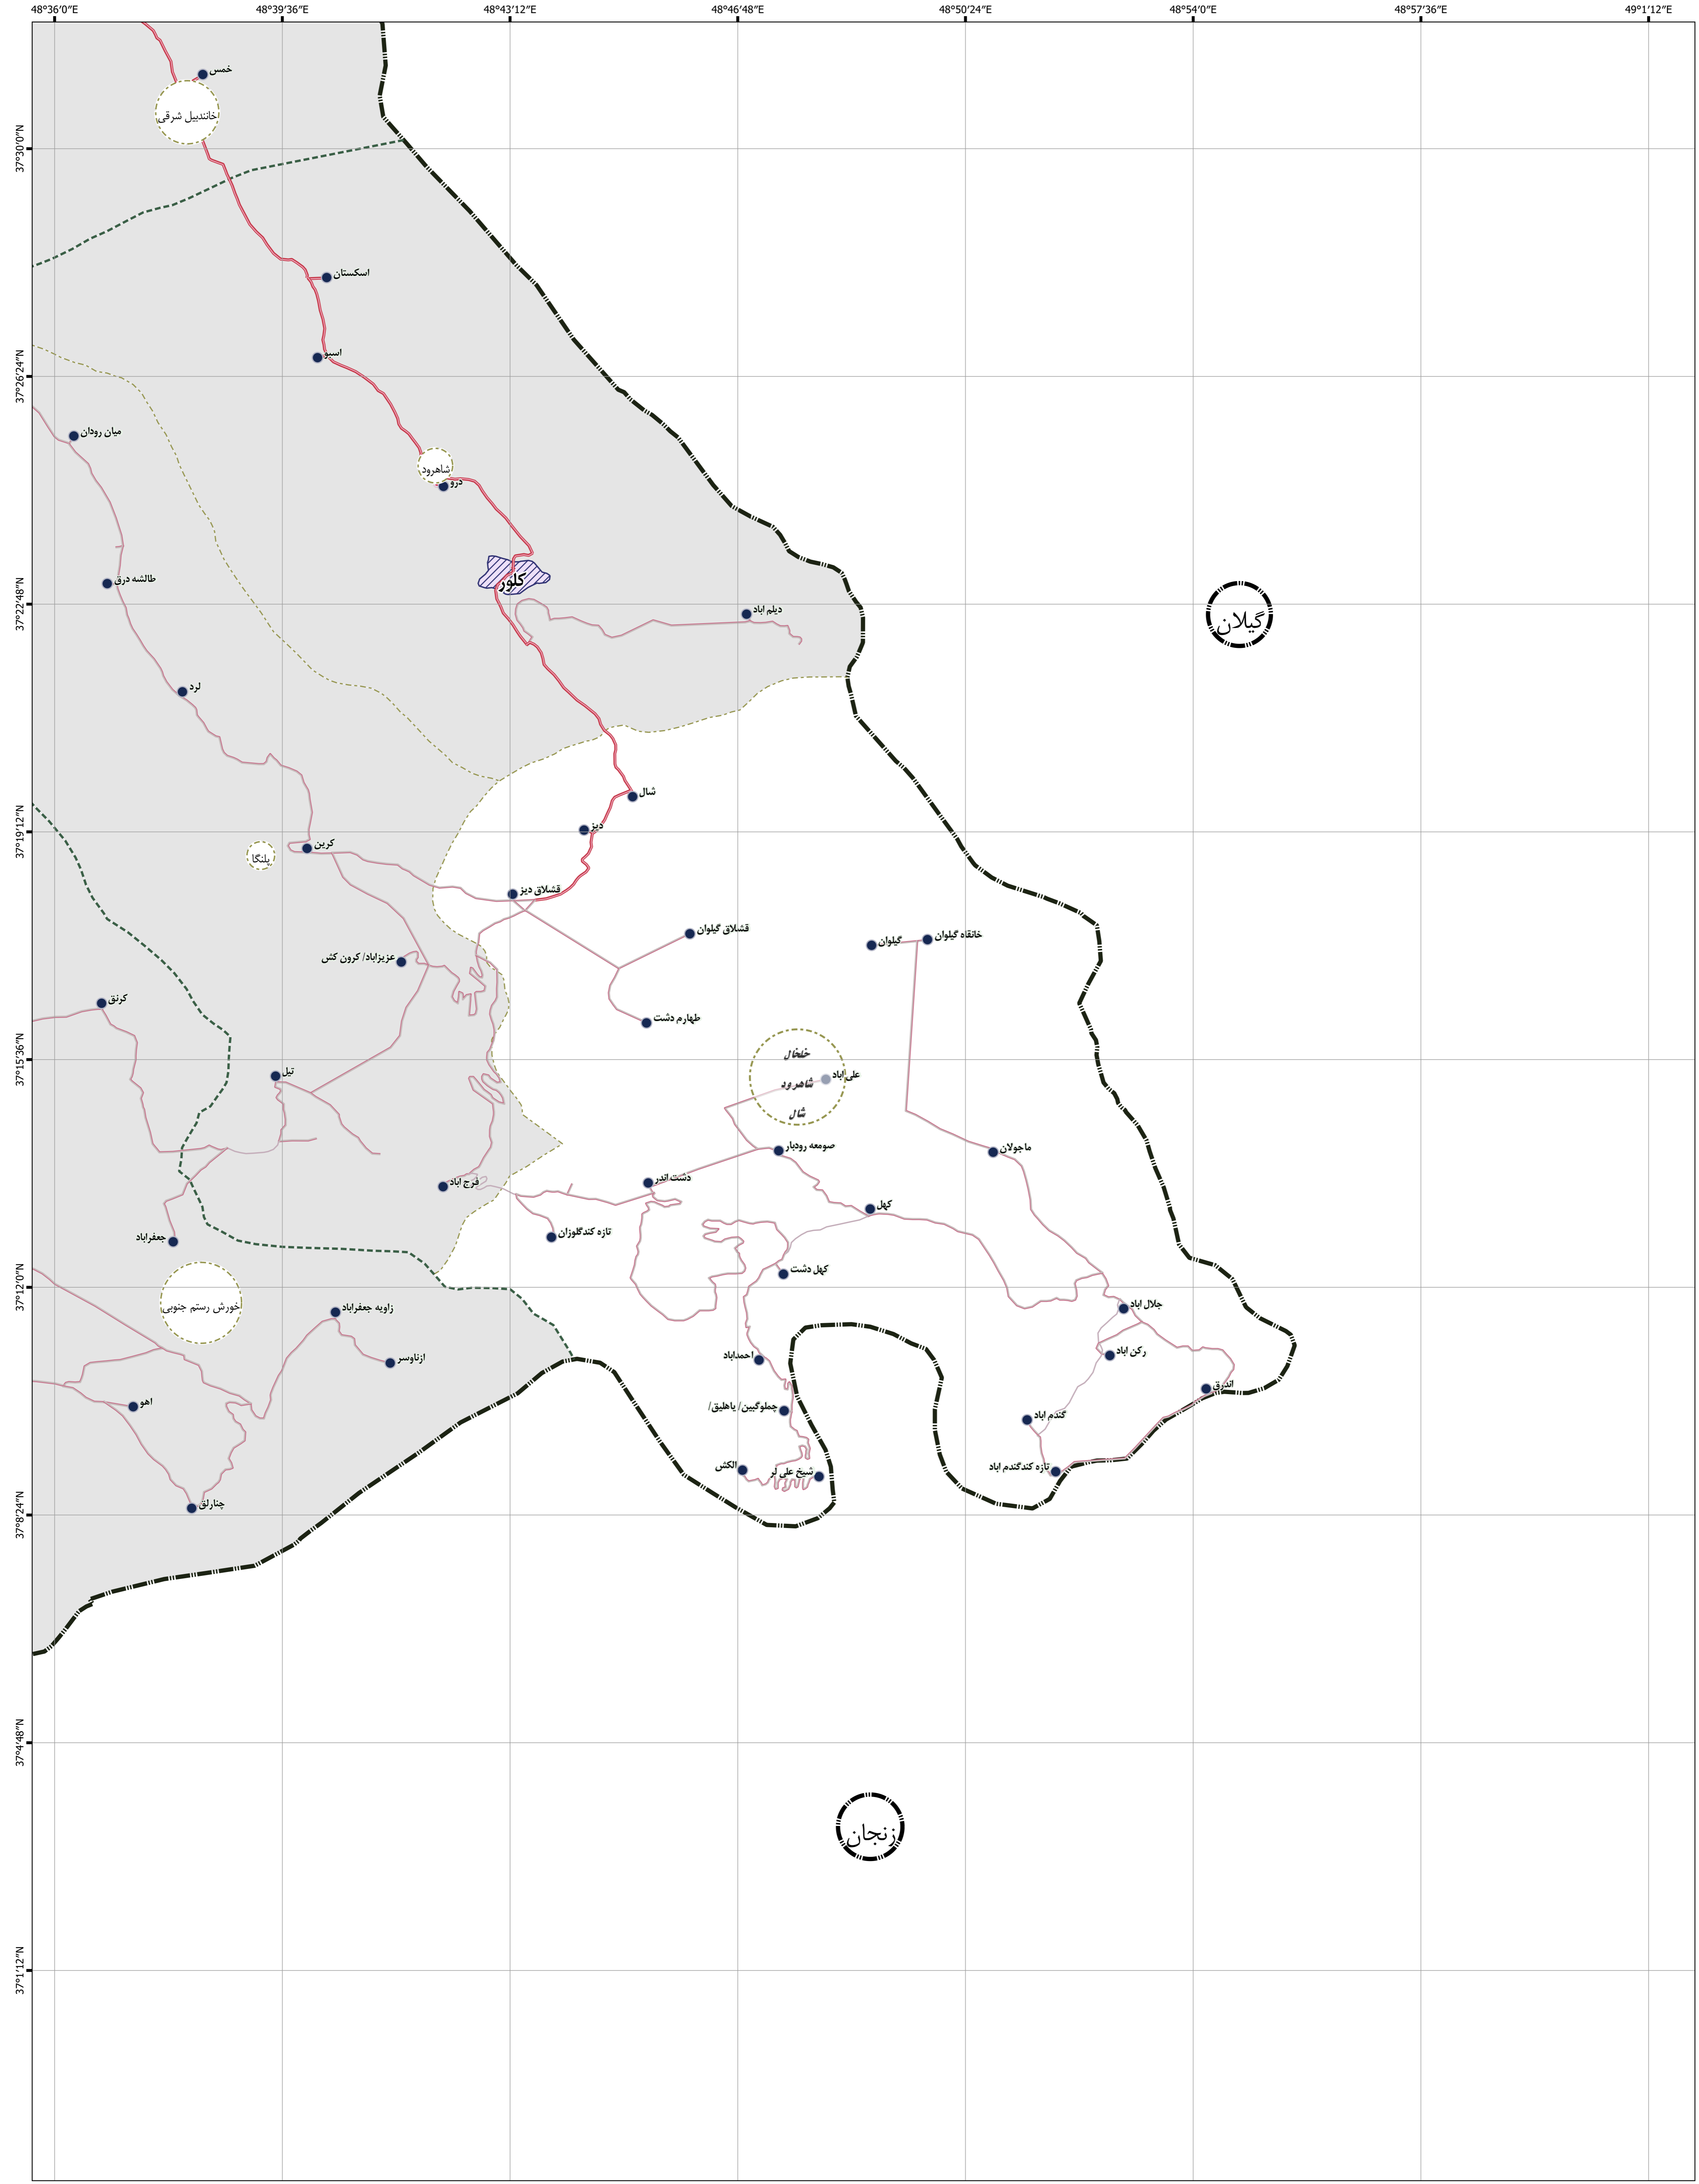 48°36'0"E
48°39'36"E
48°43'12"E
48°46'48"E
48°50'24"E
48°54'0"E
48°57'36"E
49°1'12"E
خمس
خانندبیل شرقی
37°30'0"N
اسکستان
اسبو
37°26'24"N
میان رودان
شاهرود
درو
کلور
طالشه درق
37°22'48"N
دیلم اباد
گیلان
لرد
شال
دیز
37°19'12"N
کرین
پلنگا
قشلاق دیز
قشلاق گیلوان
خانقاه گیلوان
گیلوان
عزیزاباد/ کرون کش
کرنق
طهارم دشت
خلخال
37°15'36"N
تیل
علی اباد
شاهرود
شال
صومعه رودبار
ماجولان
دشت اندر
فرج اباد
کهل
تازه کندگلوزان
جعفراباد
کهل دشت
37°12'0"N
خورش رستم جنوبی
زاویه جعفراباد
جلال اباد
رکن اباد
احمداباد
ازناوسر
اندرق
اهو
چملوگبین/ یاهلیق/
گندم اباد
الکش
شیخ علی لر
تازه کندگندم اباد
چنارلق
37°8'24"N
37°4'48"N
زنجان
37°1'12"N